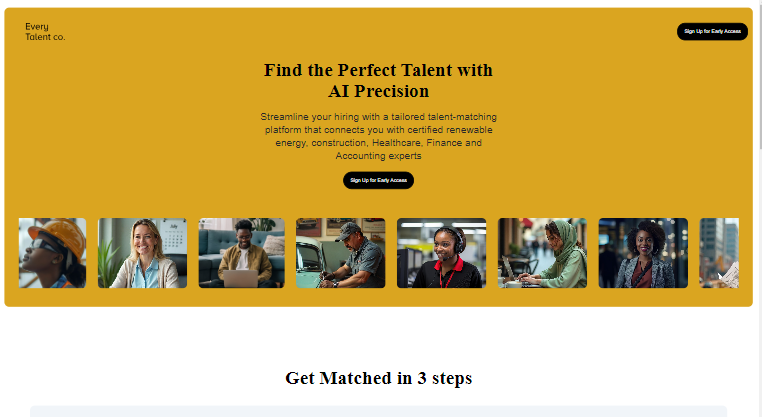 Every
Talent co.
Sign Up for Early Access
Find the Perfect Talent with
AI Precision
Streamline your hiring with a tailored talent-matching
platform that connects you with certified renewable
energy, construction, Healthcare, Finance and
Accounting experts
Sign Up for Early Access
July
Get Matched in 3 steps